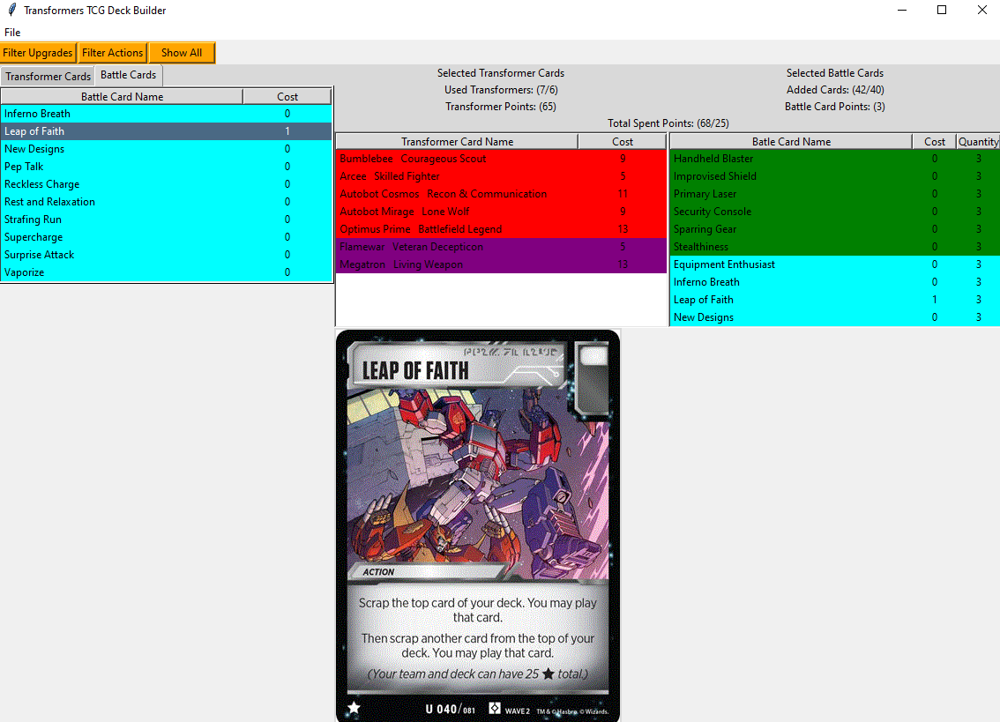 Transformers TCG Deck Builder
File
Filter Upgrades Filter Actions Show All
Transformer Cards Battle Cards
Battle Card Name Cost
Inferno Breath 0
Leap of Faith 1
New Designs 0
Pep Talk 0
Reckless Charge 0
Rest and Relaxation 0
Strafing Run 0
Supercharge 0
Surprise Attack 0
Vaporize 0
Selected Transformer Cards
Used Transformers: (7/6)
Transformer Points: (65)
Selected Battle Cards
Added Cards: (42/40)
Battle Card Points: (3)
Total Spent Points: (68/25)
Transformer Card Name Cost
Bumblebee Courageous Scout 9
Arcee Skilled Fighter 5
Autobot Cosmos Recon & Communication 11
Autobot Mirage Lone Wolf 9
Optimus Prime Battlefield Legend 13
Flamewar Veteran Decepticon 5
Megatron Living Weapon 13
Batle Card Name Cost Quantity
Handheld Blaster 0 3
Improvised Shield 0 3
Primary Laser 0 3
Security Console 0 3
Sparring Gear 0 3
Stealthiness 0 3
Equipment Enthusiast 0 3
Inferno Breath 0 3
Leap of Faith 1 3
New Designs 0 3
LEAP OF FAITH
ACTION
Scrap the top card of your deck. You may play
that card.
Then scrap another card from the top of your
deck. You may play that card.
(Your team and deck can have 25 ★ total.)
U 040/081 WAVE 2 TM & © Hasbro. © Wizards.